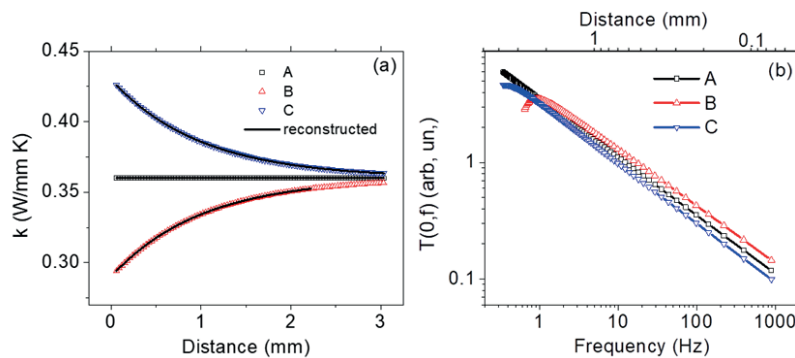 (a)
A
B
C
reconstructed
0.45
0.40
0.35
0.30
k (W/mm K)
0
1
2
3
Distance (mm)
Distance (mm)
1
0.1
(b)
A
B
C
1
0.1
T(0,f) (arb, un,)
1
10
100
1000
Frequency (Hz)